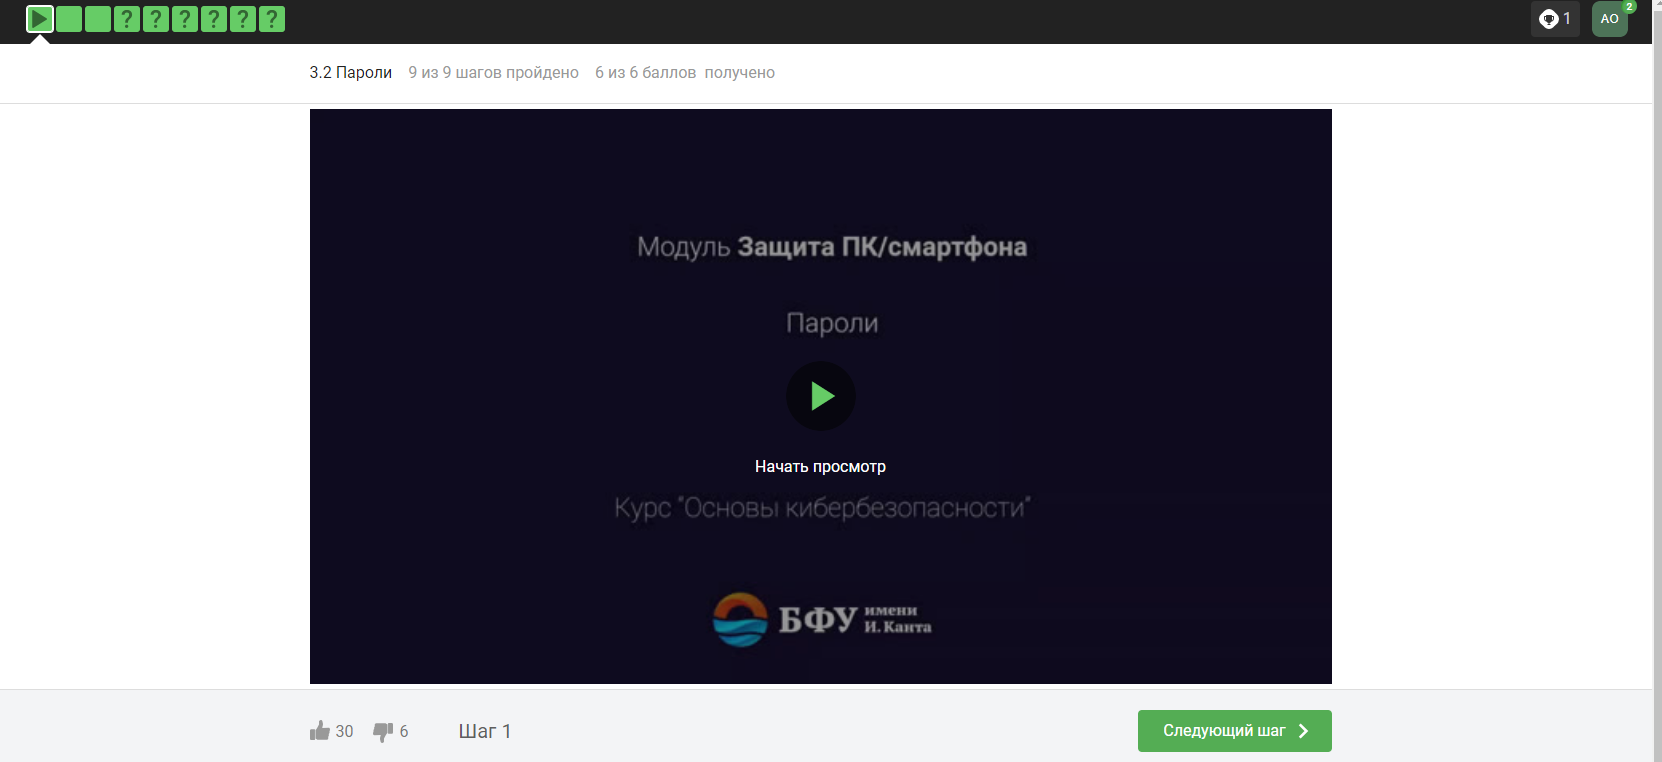 ? ? ? ? ? ?
1
AO
2
3.2 Пароли 9 из 9 шагов пройдено 6 из 6 баллов получено
Модуль Защита ПК/смартфона
Пароли
Начать просмотр
Курс "Основы кибербезопасности"
БФУ имени
И. Канта
30 6 Шаг 1 Следующий шаг